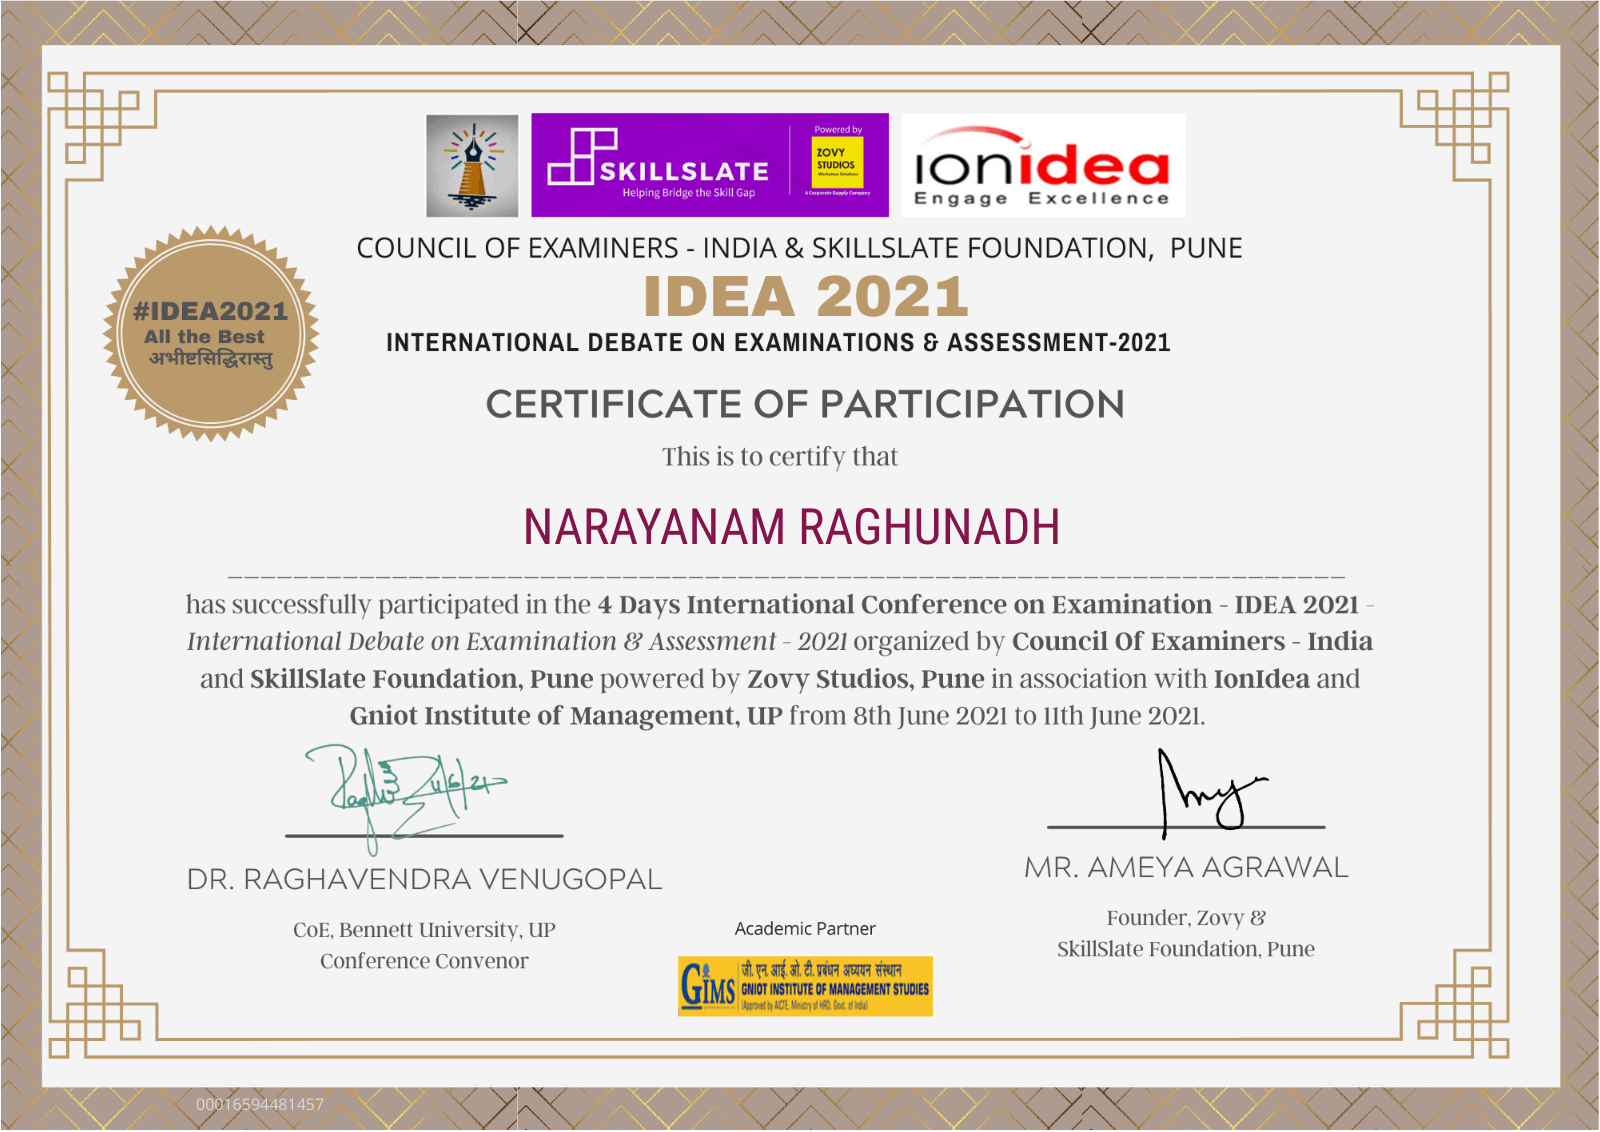 SKILLSLATE
Helping Bridge the Skill Gap
Powered by
ZOVY
STUDIOS
Workplace Solutions
A Corporate Supply Company
ionidea
Engage Excellence
COUNCIL OF EXAMINERS - INDIA & SKILLSLATE FOUNDATION, PUNE
IDEA 2021
INTERNATIONAL DEBATE ON EXAMINATIONS & ASSESSMENT-2021
#IDEA2021
All the Best
अभीष्टसिद्धिरास्तु
CERTIFICATE OF PARTICIPATION
This is to certify that
NARAYANAM RAGHUNADH
has successfully participated in the 4 Days International Conference on Examination - IDEA 2021 -
International Debate on Examination & Assessment - 2021 organized by Council Of Examiners - India
and SkillSlate Foundation, Pune powered by Zovy Studios, Pune in association with IonIdea and
Gniot Institute of Management, UP from 8th June 2021 to 11th June 2021.
DR. RAGHAVENDRA VENUGOPAL
CoE, Bennett University, UP
Conference Convenor
MR. AMEYA AGRAWAL
Founder, Zovy &
SkillSlate Foundation, Pune
Academic Partner
GIMS
जी. एन. आई. ओ. टी. प्रबंधन अध्ययन संस्थान
GNIOT INSTITUTE OF MANAGEMENT STUDIES
(Approved by AICTE, Ministry of HRD, Govt. of India)
00016594481457